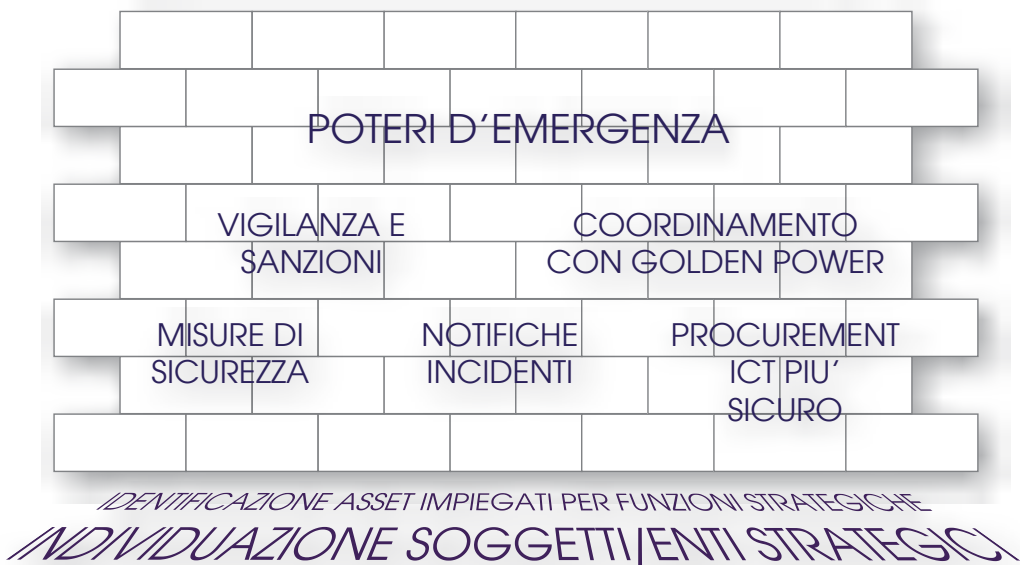 POTERI D'EMERGENZA
VIGILANZA E
SANZIONI
COORDINAMENTO
CON GOLDEN POWER
MISURE DI
SICUREZZA
NOTIFICHE
INCIDENTI
PROCUREMENT
ICT PIU'
SICURO
IDENTIFICAZIONE ASSET IMPIEGATI PER FUNZIONI STRATEGICHE
INDIVIDUAZIONE SOGGETTI|ENTI STRATEGICI